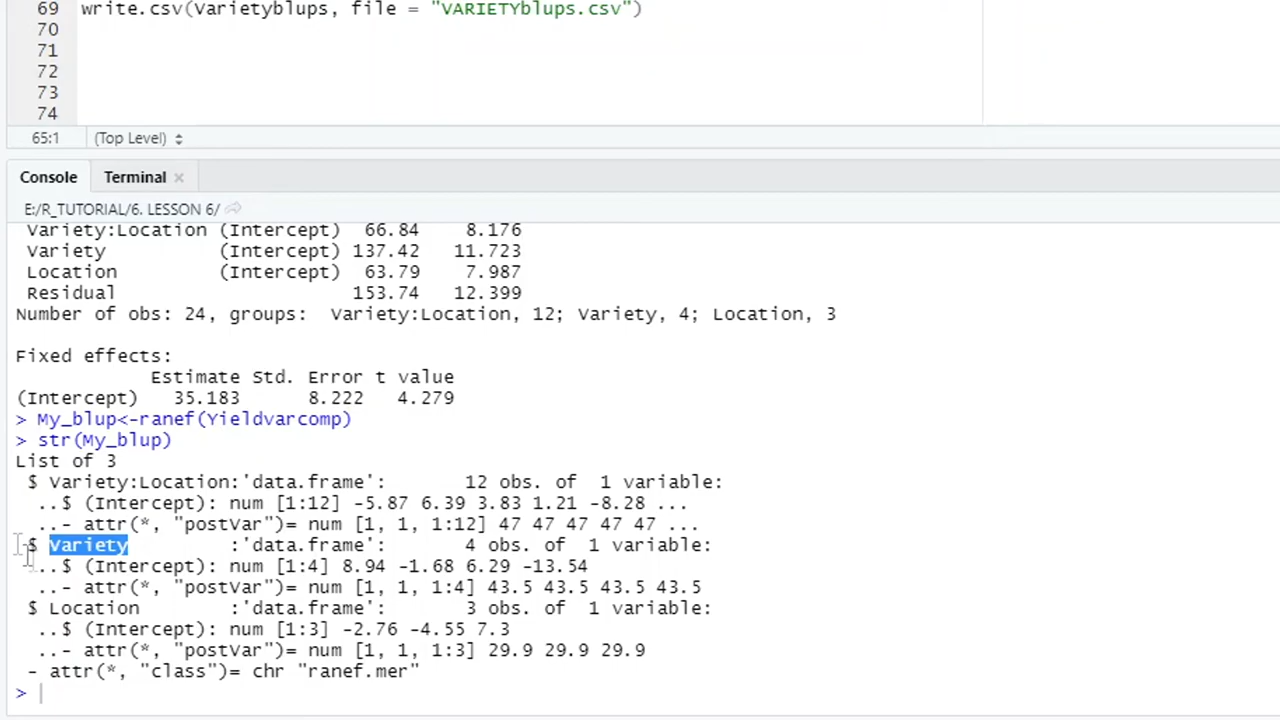 69 write.csv(Varietyblups, file = "VARIETYblups.csv")
70
71
72
73
74
65:1 (Top Level)
Console Terminal
E:/R_TUTORIAL/6. LESSON 6/
Variety:Location (Intercept) 66.84 8.176
Variety (Intercept) 137.42 11.723
Location (Intercept) 63.79 7.987
Residual 153.74 12.399
Number of obs: 24, groups: Variety:Location, 12; Variety, 4; Location, 3
Fixed effects:
Estimate Std. Error t value
(Intercept) 35.183 8.222 4.279
> My_blup<-ranef(Yieldvarcomp)
> str(My_blup)
List of 3
$ Variety:Location:'data.frame': 12 obs. of 1 variable:
..$ (Intercept): num [1:12] -5.87 6.39 3.83 1.21 -8.28 ...
..- attr(*, "postVar")= num [1, 1, 1:12] 47 47 47 47 47 ...
$ Variety :'data.frame': 4 obs. of 1 variable:
..$ (Intercept): num [1:4] 8.94 -1.68 6.29 -13.54
..- attr(*, "postVar")= num [1, 1, 1:4] 43.5 43.5 43.5 43.5
$ Location :'data.frame': 3 obs. of 1 variable:
..$ (Intercept): num [1:3] -2.76 -4.55 7.3
..- attr(*, "postVar")= num [1, 1, 1:3] 29.9 29.9 29.9
- attr(*, "class")= chr "ranef.mer"
>